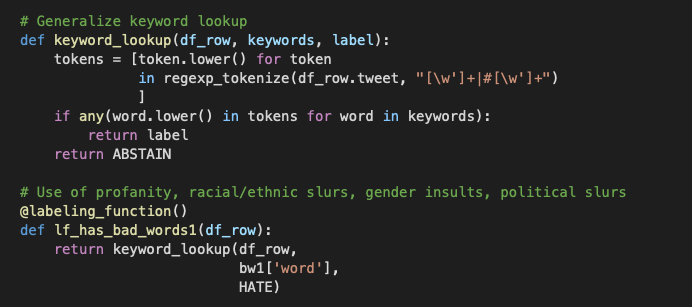 # Generalize keyword lookup
def keyword_lookup(df_row, keywords, label):
    tokens = [token.lower() for token
              in regexp_tokenize(df_row.tweet, "[\w']+|#[\w']+")
              ]
    if any(word.lower() in tokens for word in keywords):
        return label
    return ABSTAIN

# Use of profanity, racial/ethnic slurs, gender insults, political slurs
@labeling_function()
def lf_has_bad_words1(df_row):
    return keyword_lookup(df_row,
                          bw1['word'],
                          HATE)